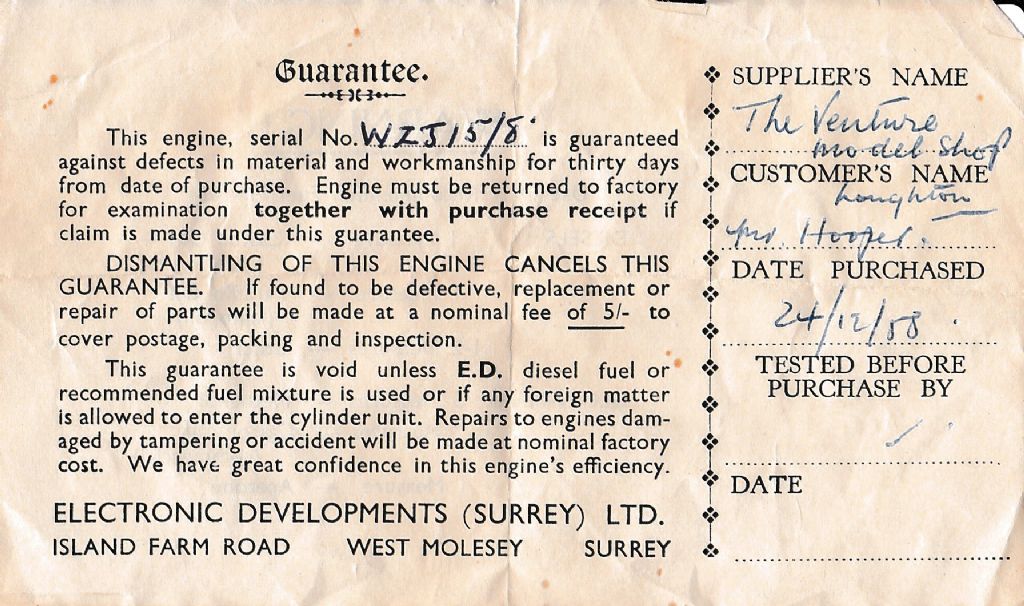 Guarantee.
This engine, serial No. WZJ15/8 is guaranteed
against defects in material and workmanship for thirty days
from date of purchase. Engine must be returned to factory
for examination together with purchase receipt if
claim is made under this guarantee.
DISMANTLING OF THIS ENGINE CANCELS THIS
GUARANTEE. If found to be defective, replacement or
repair of parts will be made at a nominal fee of 5/- to
cover postage, packing and inspection.
This guarantee is void unless E.D. diesel fuel or
recommended fuel mixture is used or if any foreign matter
is allowed to enter the cylinder unit. Repairs to engines dam-
aged by tampering or accident will be made at nominal factory
cost. We have great confidence in this engine's efficiency.
ELECTRONIC DEVELOPMENTS (SURREY) LTD.
ISLAND FARM ROAD WEST MOLESEY SURREY
SUPPLIER'S NAME
The Venture
Model Shop
CUSTOMER'S NAME
Loughton
Mr. Hooper.
DATE PURCHASED
24/12/58
TESTED BEFORE
PURCHASE BY
DATE